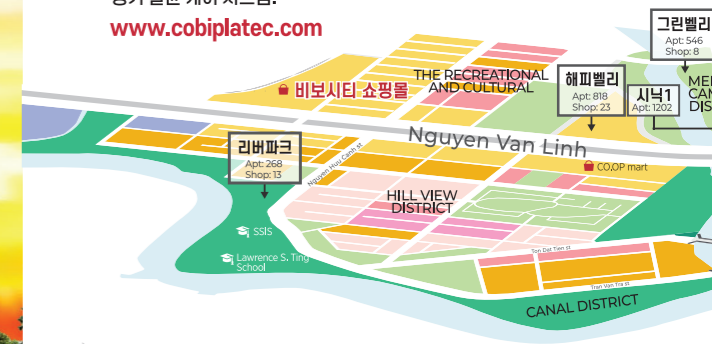 www.cobiplatec.com
그린벨리
Apt: 546
Shop: 8
THE RECREATIONAL
AND CULTURAL
비보시티 쇼핑몰
해피벨리
Apt: 818
Shop: 23
시닉1
Apt: 1202
Nguyen Van Linh
리버파크
Apt: 268
Shop: 13
Nguyen Huu Canh st
CO.OP mart
HILL VIEW
DISTRICT
SSIS
Lawrence S. Ting
School
Ton Dat Tien st
Tran Van Tra st
CANAL DISTRICT